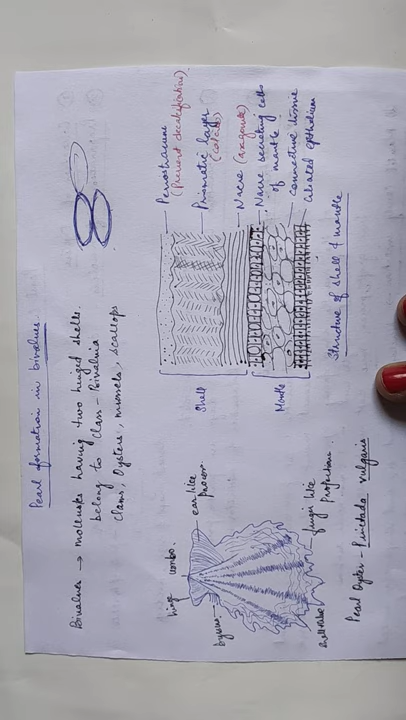 Pearl formation in bivalves.
Bivalves → molluscs having two hinged shells.
belong to Class - Bivalvia
Clams, Oysters, mussels, scallops
hinge
umbo
ear like
process
byssus
finger like
projections
Pearl Oyster - Pinctada vulgaris
Shell
Mantle
Periostracum
(Prevent decalcification)
Prismatic layer
(calcite)
Nacre (aragonite)
Nacre secreting cells
of mantle
Connective tissue
Ciliated epithelium
Structure of shell & mantle